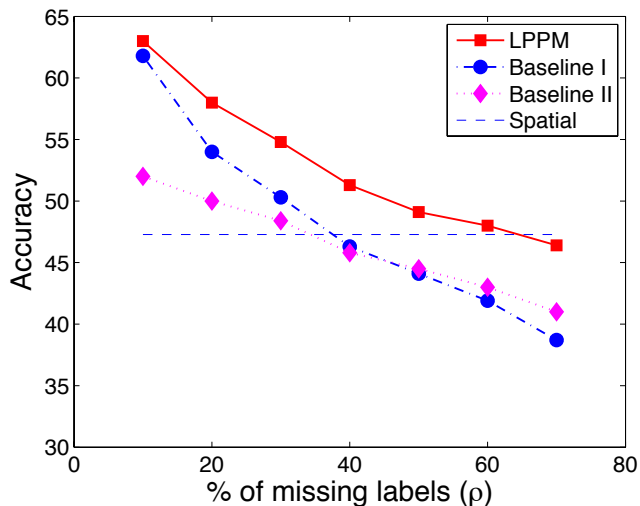 65
60
55
50
45
40
35
30
0
20
40
60
80
Accuracy
% of missing labels (ρ)
LPPM
Baseline I
Baseline II
Spatial